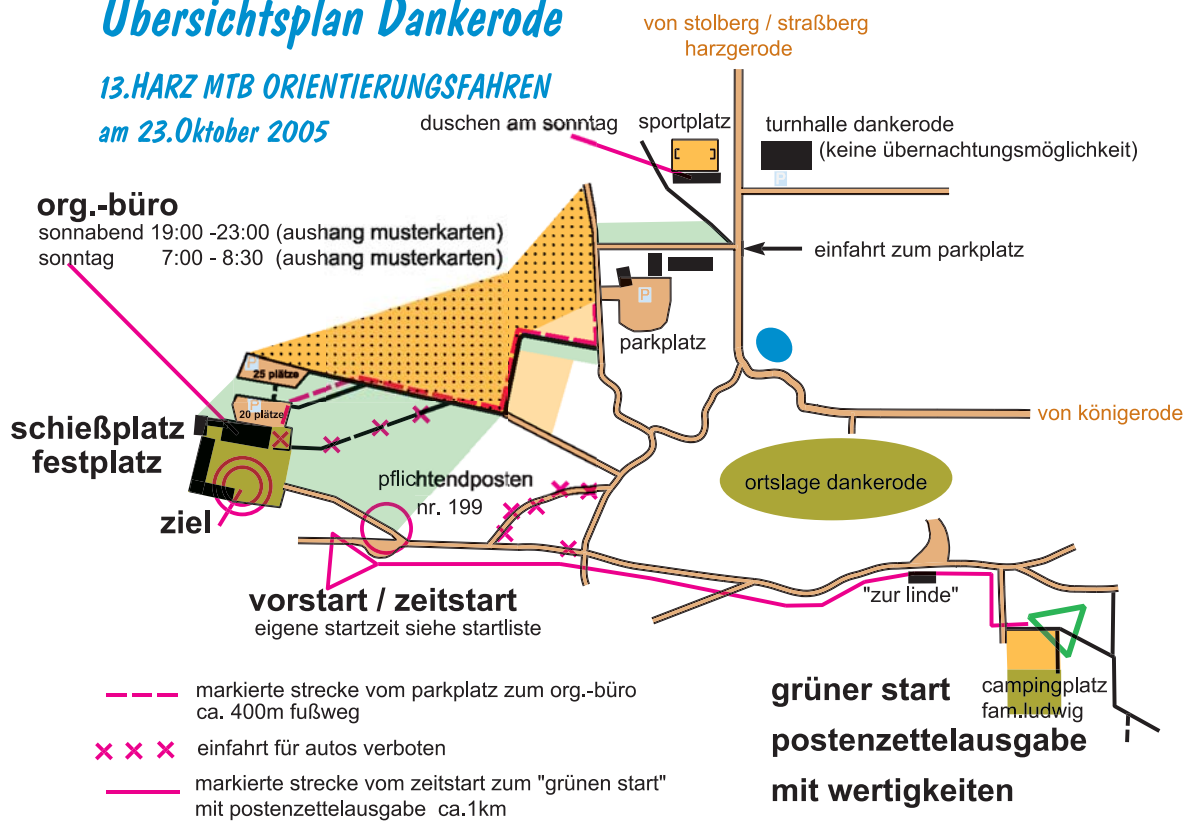 Übersichtsplan Dankerode
13.HARZ MTB ORIENTIERUNGSFAHREN
am 23.Oktober 2005
von stolberg / straßberg
harzgerode
duschen am sonntag
sportplatz
turnhalle dankerode
(keine übernachtungsmöglichkeit)
P
org.-büro
sonnabend 19:00 -23:00 (aushang musterkarten)
sonntag 7:00 - 8:30 (aushang musterkarten)
einfahrt zum parkplatz
P
parkplatz
P
25 plätze
P
20 plätze
schießplatz
festplatz
von königerode
pflichtendposten
nr. 199
ortslage dankerode
ziel
vorstart / zeitstart
eigene startzeit siehe startliste
"zur linde"
grüner start
campingplatz
fam.ludwig
postenzettelausgabe
mit wertigkeiten
markierte strecke vom parkplatz zum org.-büro
ca. 400m fußweg
einfahrt für autos verboten
markierte strecke vom zeitstart zum "grünen start"
mit postenzettelausgabe ca.1km